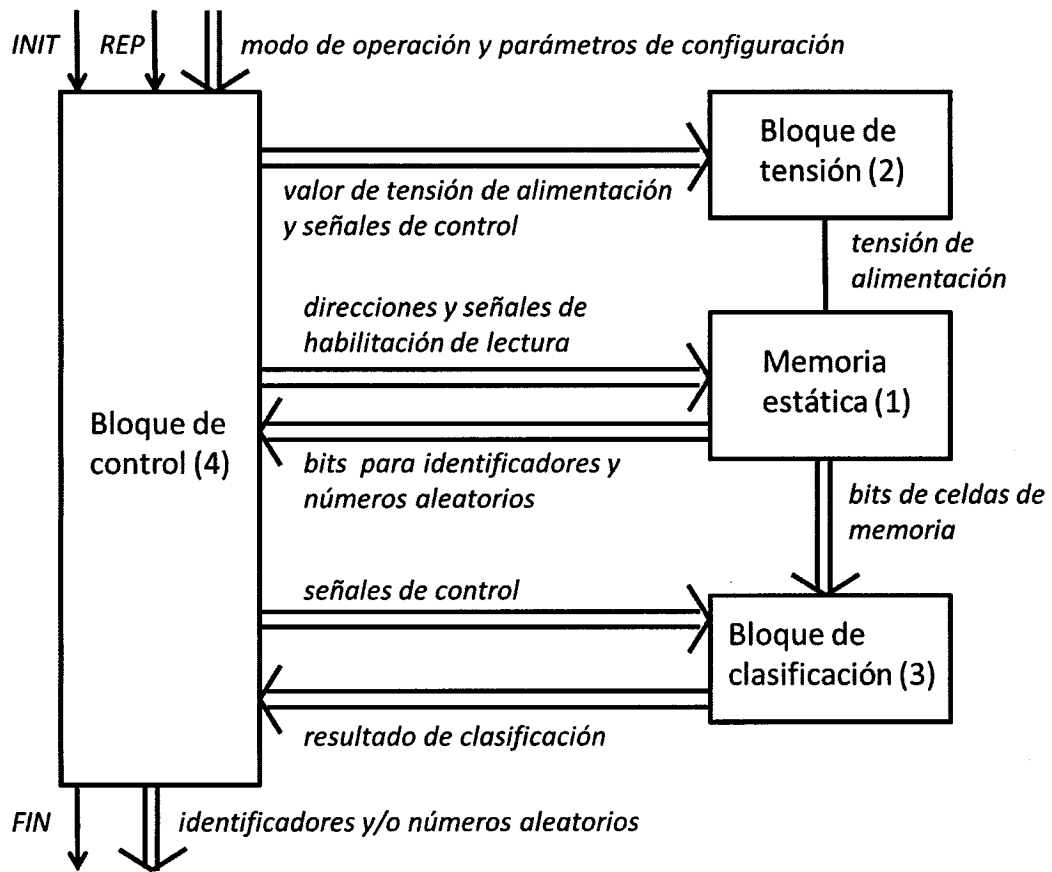 INIT
REP
modo de operación y parámetros de configuración
Bloque de
tensión (2)
valor de tensión de alimentación
y señales de control
tensión de
alimentación
direcciones y señales de
habilitación de lectura
Memoria
estática (1)
Bloque de
control (4)
bits para identificadores y
números aleatorios
bits de celdas de
memoria
señales de control
Bloque de
clasificación (3)
resultado de clasificación
FIN
identificadores y/o números aleatorios